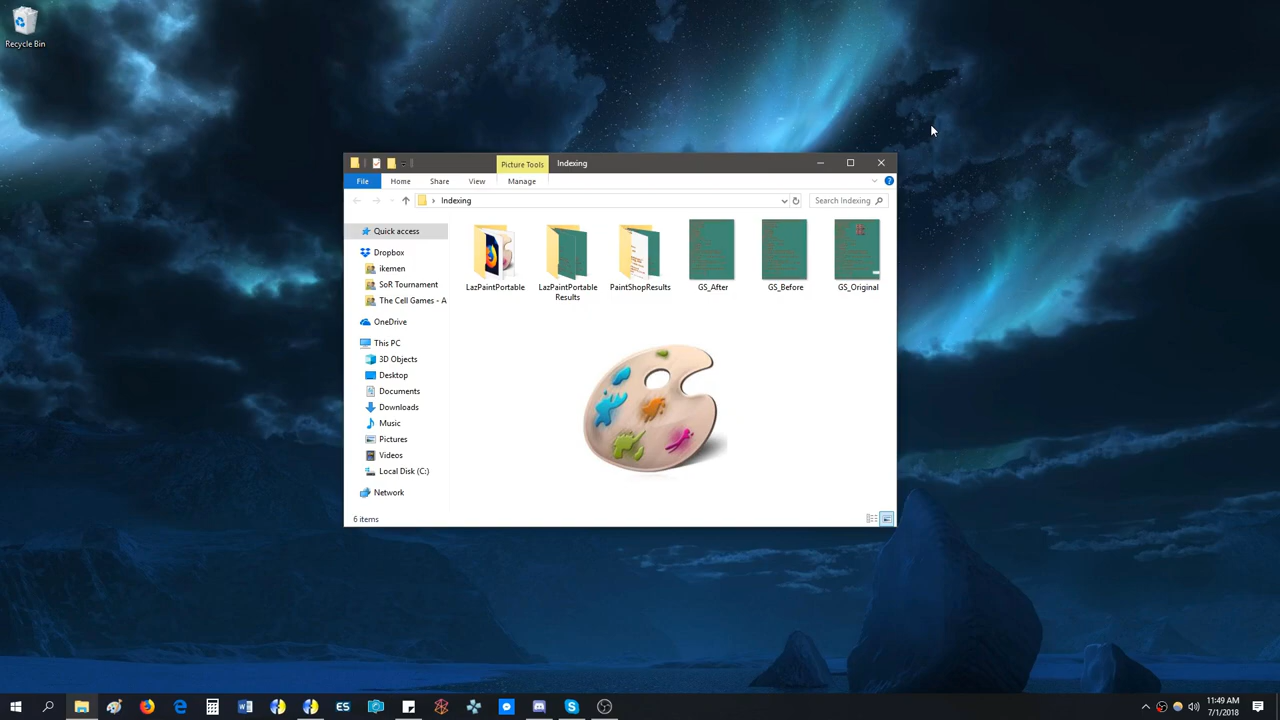 Recycle Bin
Picture Tools
Indexing
File
Home
Share
View
Manage
Indexing
Search Indexing
Quick access
Dropbox
ikemen
SoR Tournament
The Cell Games - A
OneDrive
This PC
3D Objects
Desktop
Documents
Downloads
Music
Pictures
Videos
Local Disk (C:)
Network
LazPaintPortable
LazPaintPortable
Results
PaintShopResults
GS_After
GS_Before
GS_Original
6 items
ES
11:49 AM
7/1/2018